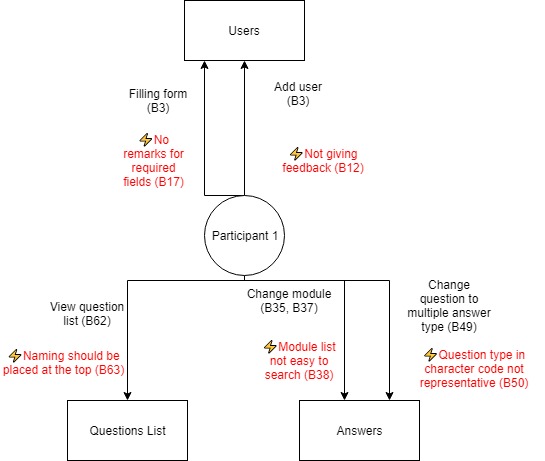 Users
Filling form
(B3)
Add user
(B3)
⚡No
remarks for
required
fields (B17)
⚡Not giving
feedback (B12)
Participant 1
View question
list (B62)
Change module
(B35, B37)
Change
question to
multiple answer
type (B49)
⚡Naming should be
placed at the top (B63)
⚡Module list
not easy to
search (B38)
⚡Question type in
character code not
representative (B50)
Questions List
Answers